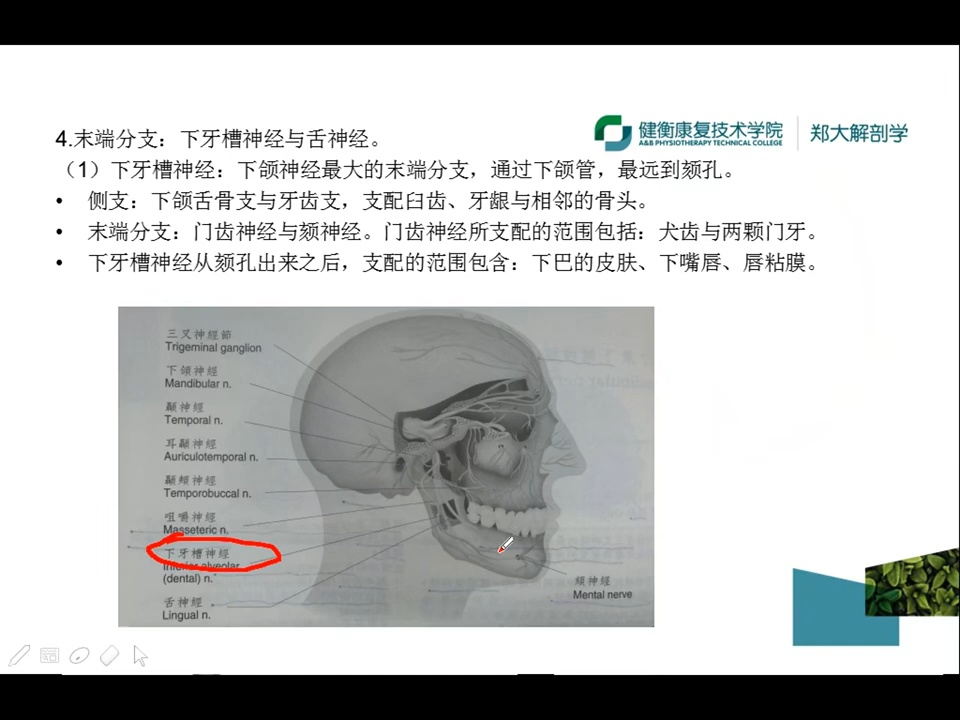 4.末端分支：下牙槽神经与舌神经。
健衡康复技术学院
A&B PHYSIOTHERAPY TECHNICAL COLLEGE
郑大解剖学
（1）下牙槽神经：下颌神经最大的末端分支，通过下颌管，最远到颏孔。
• 侧支：下颌舌骨支与牙齿支，支配臼齿、牙龈与相邻的骨头。
• 末端分支：门齿神经与颏神经。门齿神经所支配的范围包括：犬齿与两颗门牙。
• 下牙槽神经从颏孔出来之后，支配的范围包含：下巴的皮肤、下嘴唇、唇粘膜。
三叉神經節
Trigeminal ganglion
下頜神經
Mandibular n.
顳神經
Temporal n.
耳顳神經
Auriculotemporal n.
顳頰神經
Temporobuccal n.
咀嚼神經
Masseteric n.
下牙槽神經
Inferior alveolar
(dental) n.
舌神經
Lingual n.
頦神經
Mental nerve